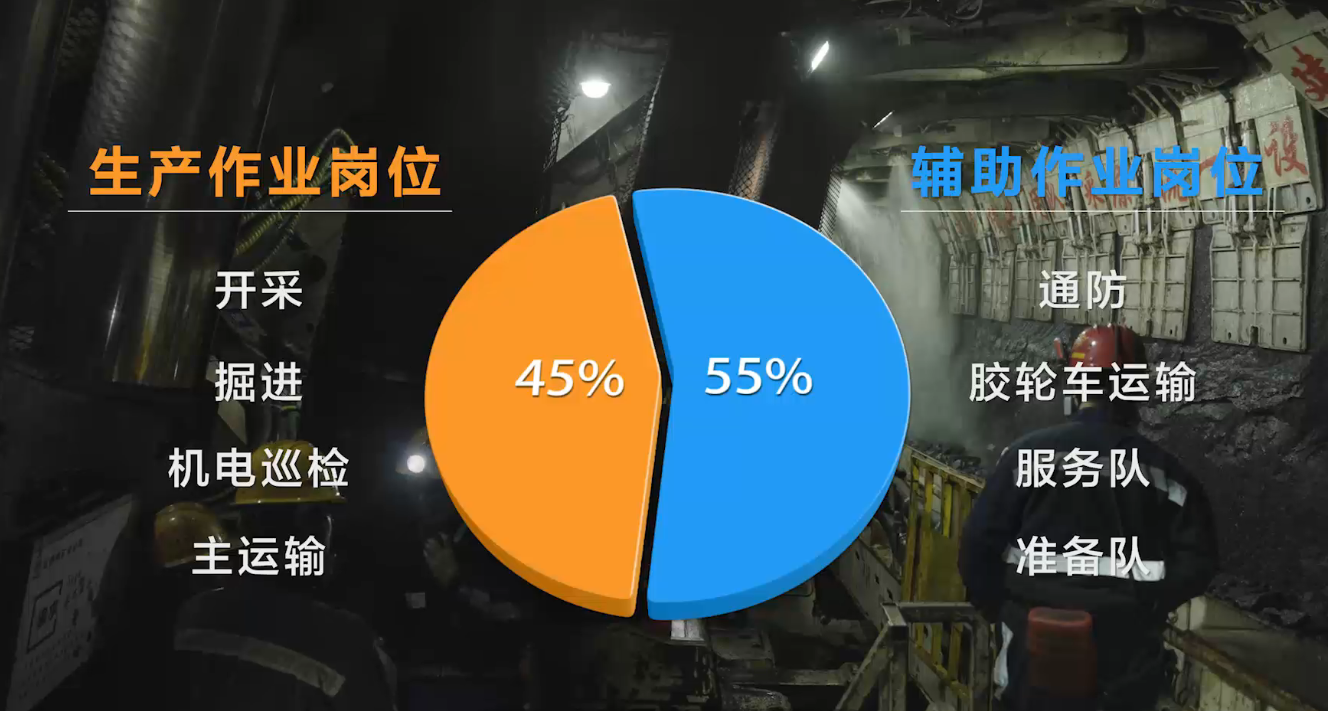 生产作业岗位
开采
掘进
机电巡检
主运输
45%
55%
辅助作业岗位
通防
胶轮车运输
服务队
准备队
设